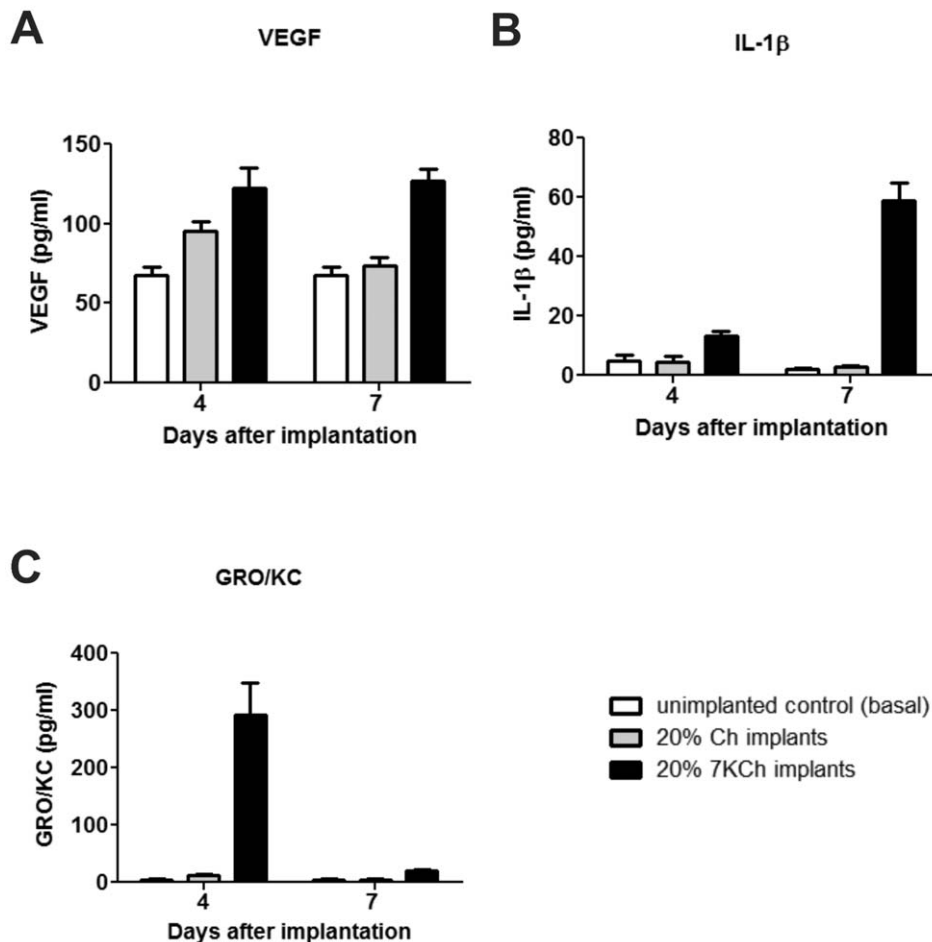 A
VEGF
150
100
50
0
VEGF (pg/ml)
4
7
Days after implantation
B
IL-1β
80
60
40
20
0
IL-1β (pg/ml)
4
7
Days after implantation
C
GRO/KC
400
300
200
100
0
GRO/KC (pg/ml)
4
7
Days after implantation
unimplanted control (basal)
20% Ch implants
20% 7KCh implants